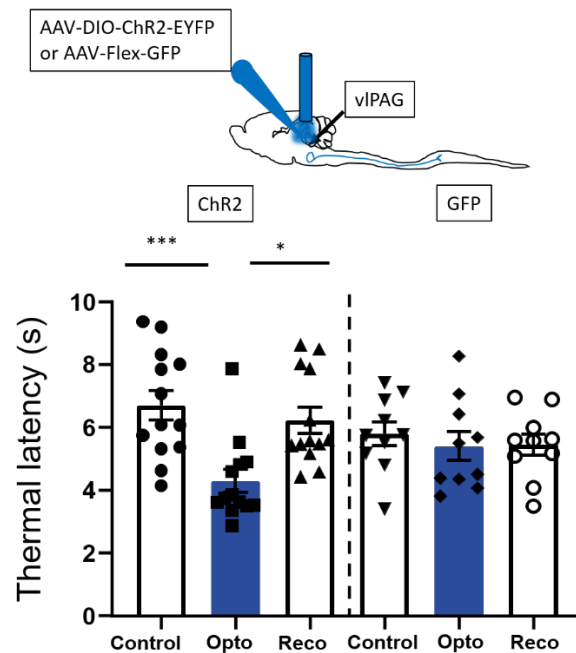 AAV-DIO-ChR2-EYFP
or AAV-Flex-GFP
vlPAG
ChR2
GFP
***
*
Thermal latency (s)
10
8
6
4
2
0
Control
Opto
Reco
Control
Opto
Reco